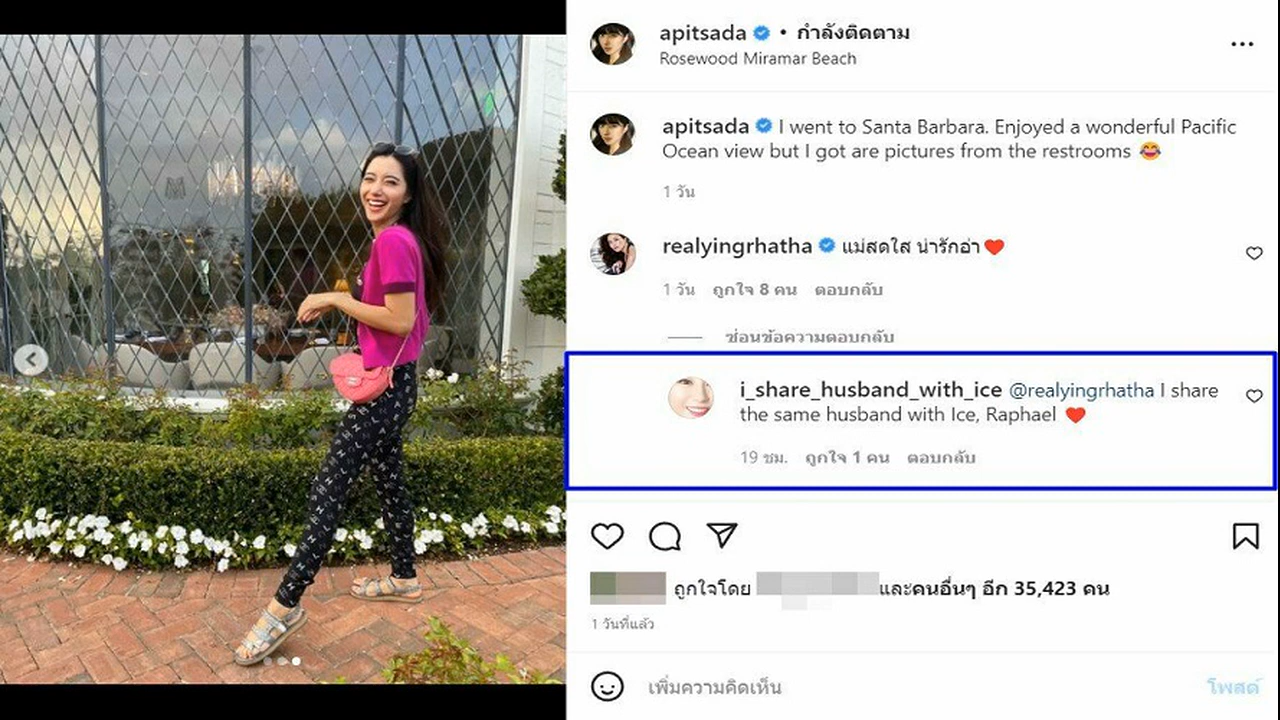 apitsada • กำลังติดตาม
Rosewood Miramar Beach
apitsada I went to Santa Barbara. Enjoyed a wonderful Pacific
Ocean view but I got are pictures from the restrooms 😂
1 วัน
realyingrhatha แม่สดใส น่ารักอ่า❤️
1 วัน ถูกใจ 8 คน ตอบกลับ
ซ่อนข้อความตอบกลับ
i_share_husband_with_ice @realyingrhatha I share
the same husband with Ice, Raphael ❤️
19 ชม. ถูกใจ 1 คน ตอบกลับ
ถูกใจโดย และคนอื่นๆ อีก 35,423 คน
1 วันที่แล้ว
เพิ่มความคิดเห็น โพสต์